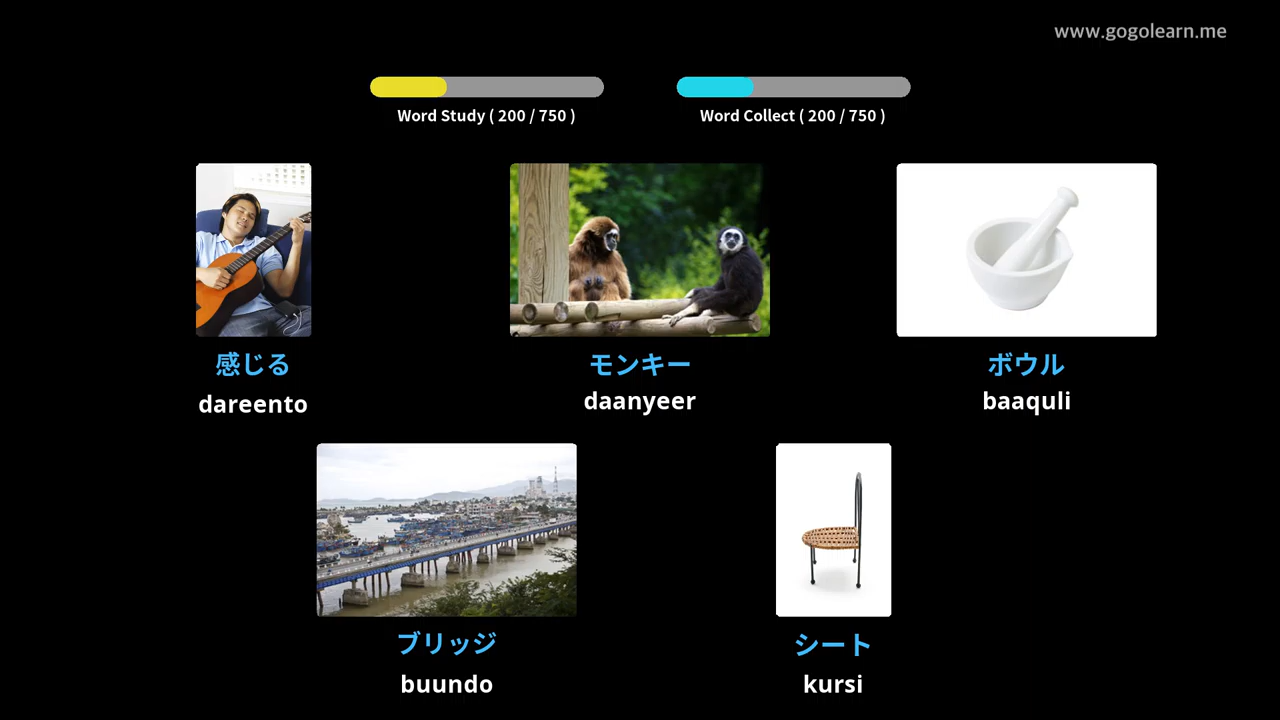 www.gogolearn.me
Word Study ( 200 / 750 )
Word Collect ( 200 / 750 )
感じる
dareento
モンキー
daanyeer
ボウル
baaquli
ブリッジ
buundo
シート
kursi